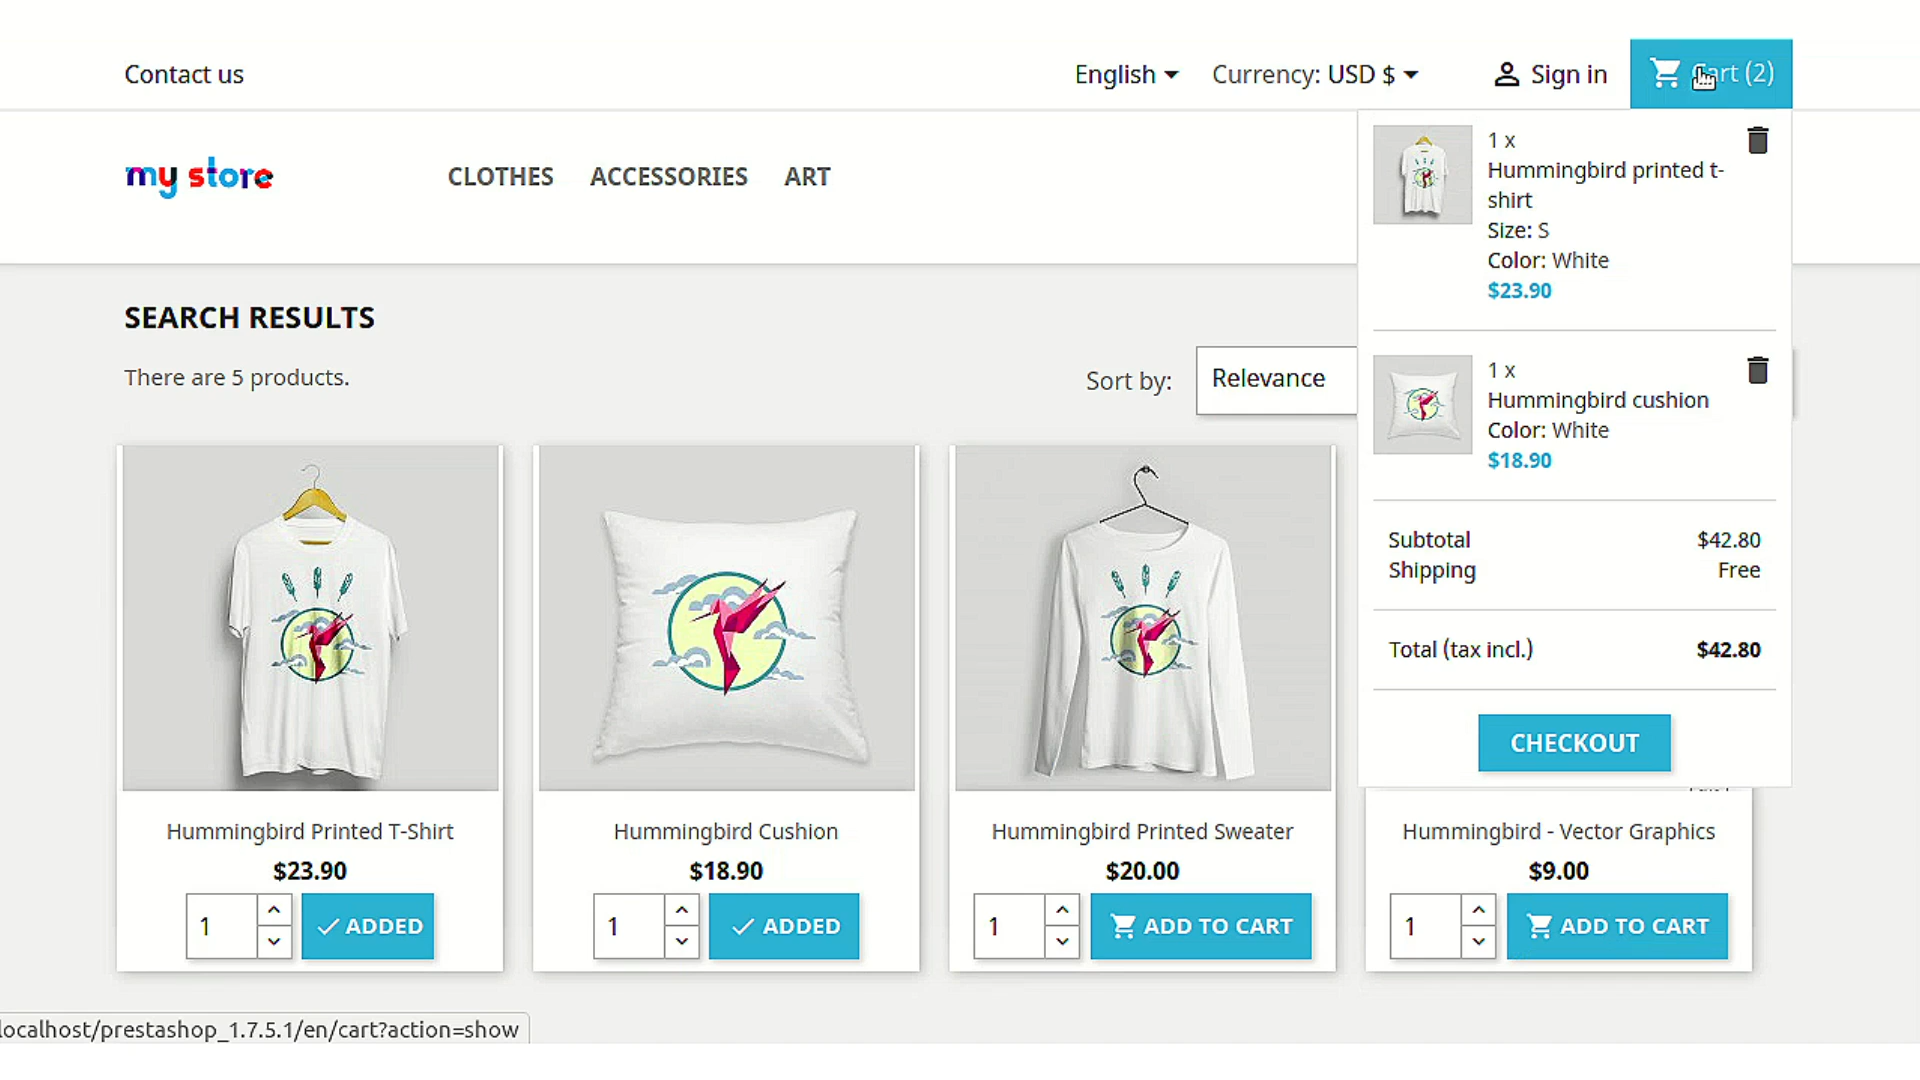 Contact us
English
Currency: USD $
Sign in
Cart (2)
my store
CLOTHES
ACCESSORIES
ART
1 x
Hummingbird printed t-
shirt
Size: S
Color: White
$23.90
1 x
Hummingbird cushion
Color: White
$18.90
Subtotal $42.80
Shipping Free
Total (tax incl.) $42.80
CHECKOUT
SEARCH RESULTS
There are 5 products.
Sort by: Relevance
Hummingbird Printed T-Shirt
$23.90
1 ADDED
Hummingbird Cushion
$18.90
1 ADDED
Hummingbird Printed Sweater
$20.00
1 ADD TO CART
Hummingbird - Vector Graphics
$9.00
1 ADD TO CART
localhost/prestashop_1.7.5.1/en/cart?action=show